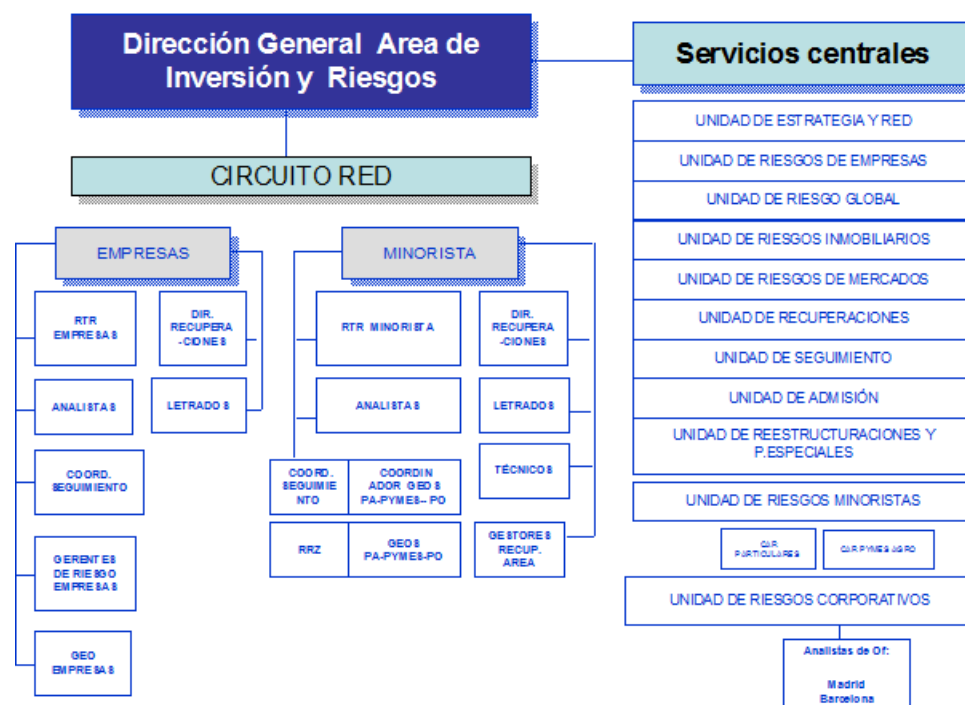 Dirección General Area de
Inversión y Riesgos
Servicios centrales
CIRCUITO RED
EMPRESAS
RTR
EMPRESAS
DIR.
RECUPERA
-CIONES
ANALISTAS
LETRADOS
COORD.
SEGUIMIENTO
GERENTES
DE RIESGO
EMPRESAS
GEO
EMPRESAS
MINORISTA
RTR MINORISTA
DIR.
RECUPERA
-CIONES
ANALISTAS
LETRADOS
COORD.
SEGUIMIE
NTO
COORDIN
ADOR GEOS
PA-PYMES--PO
TÉCNICOS
RRZ
GEOS
PA-PYMES-PO
GESTORES
RECUP.
AREA
UNIDAD DE ESTRATEGIA Y RED
UNIDAD DE RIESGOS DE EMPRESAS
UNIDAD DE RIESGO GLOBAL
UNIDAD DE RIESGOS INMOBILIARIOS
UNIDAD DE RIESGOS DE MERCADOS
UNIDAD DE RECUPERACIONES
UNIDAD DE SEGUIMIENTO
UNIDAD DE ADMISIÓN
UNIDAD DE REESTRUCTURACIONES Y
P.ESPECIALES
UNIDAD DE RIESGOS MINORISTAS
CAR
PARTICULARES
CAR PYMES AGRO
UNIDAD DE RIESGOS CORPORATIVOS
Analistas de Of:
Madrid
Barcelona